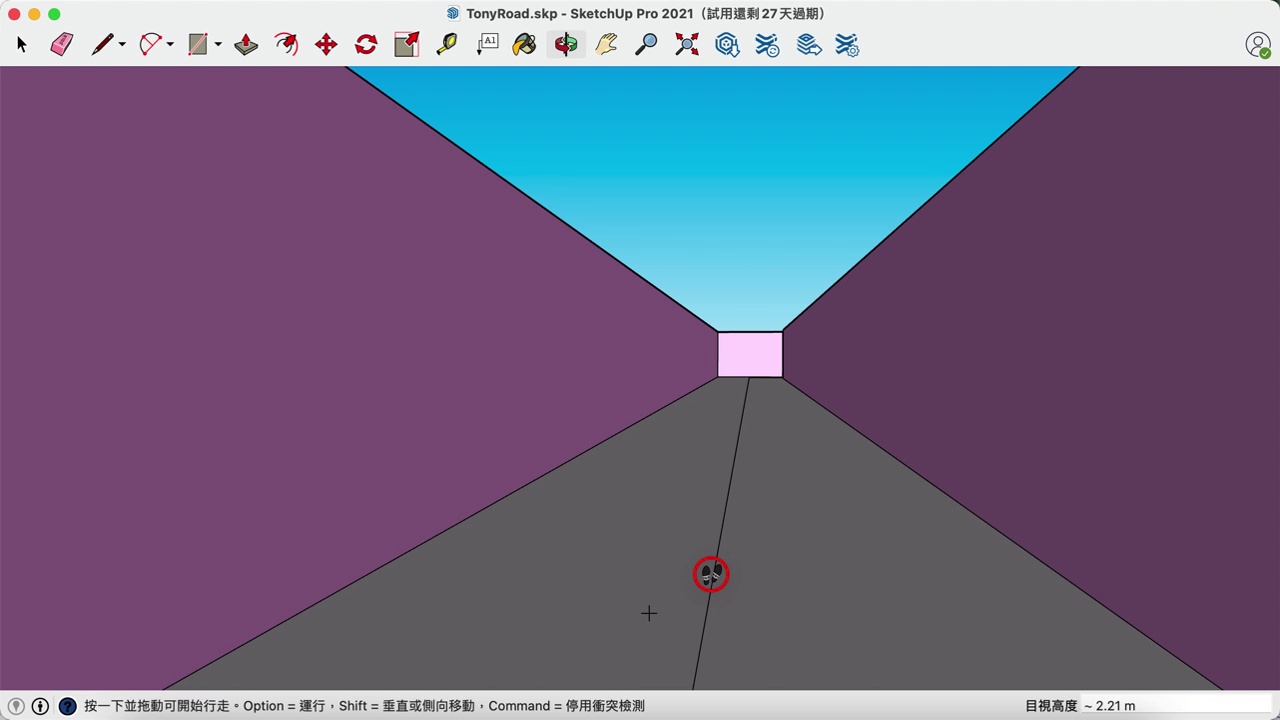 TonyRoad.skp - SketchUp Pro 2021（試用還剩 27 天過期）
A1
按一下並拖動可開始行走。Option = 運行，Shift = 垂直或側向移動，Command = 停用衝突檢測
目視高度 ~ 2.21 m